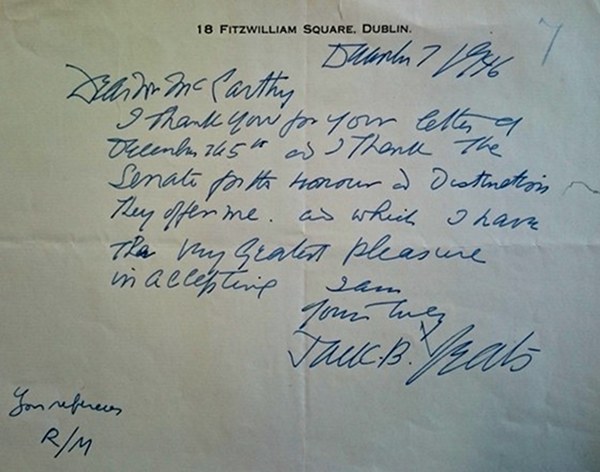 18 FITZWILLIAM SQUARE, DUBLIN.
7
December 7 1946
Dear Mr McCarthy
I Thank you for your letter of
December the 5th and I Thank the
Senate for the Honour and Distinction
They offer me. and which I have
The very Greatest pleasure
in accepting
I am
yours truly
Jack. B. Yeats
Your reference
R/M